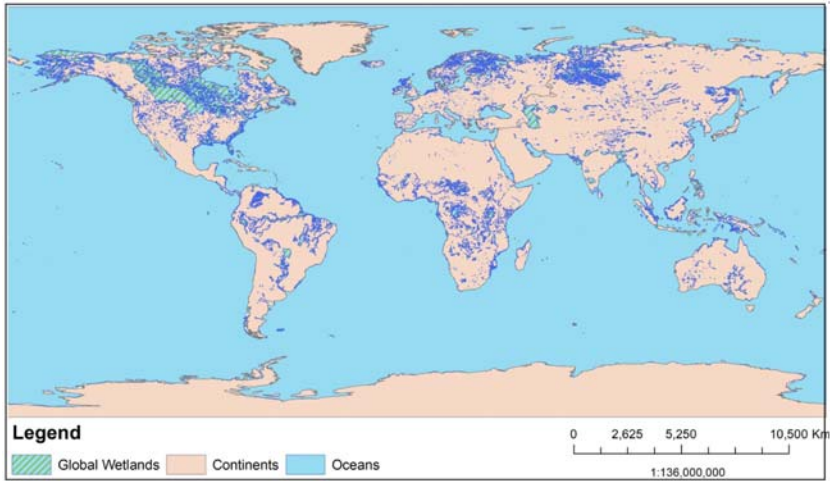 Legend
Global Wetlands
Continents
Oceans
0 2,625 5,250 10,500 Km
1:136,000,000